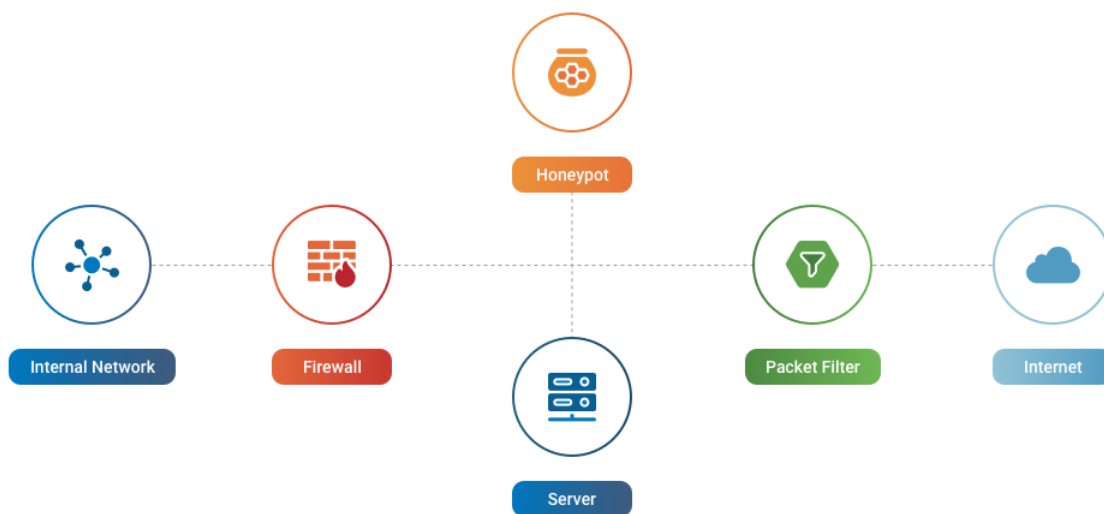 Honeypot
Internal Network
Firewall
Packet Filter
Internet
Server